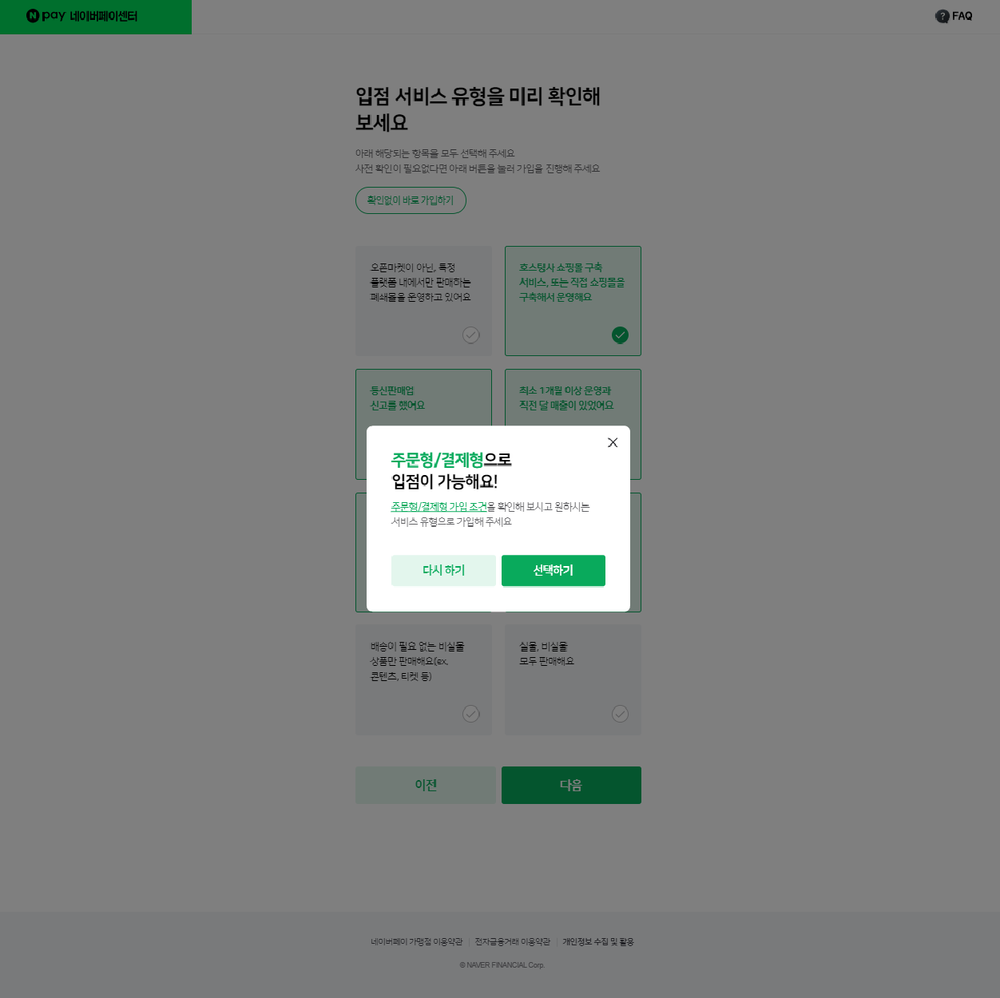 N pay 네이버페이센터
? FAQ
입점 서비스 유형을 미리 확인해
보세요
아래 해당되는 항목을 모두 선택해 주세요
사전 확인이 필요없다면 아래 버튼을 눌러 가입을 진행해 주세요
확인없이 바로 가입하기
오픈마켓이 아닌, 특정
플랫폼 내에서만 판매하는
폐쇄몰을 운영하고 있어요
호스팅사 쇼핑몰 구축
서비스, 또는 직접 쇼핑몰을
구축해서 운영해요
통신판매업
신고를 했어요
최소 1개월 이상 운영과
직전 달 매출이 있었어요
주문형/결제형으로
입점이 가능해요!
주문형/결제형 가입 조건을 확인해 보시고 원하시는
서비스 유형으로 가입해 주세요
다시 하기
선택하기
배송이 필요 없는 비실물
상품만 판매해요(ex.
콘텐츠, 티켓 등)
실물, 비실물
모두 판매해요
이전
다음
네이버페이 가맹점 이용약관
전자금융거래 이용약관
개인정보 수집 및 활용
© NAVER FINANCIAL Corp.